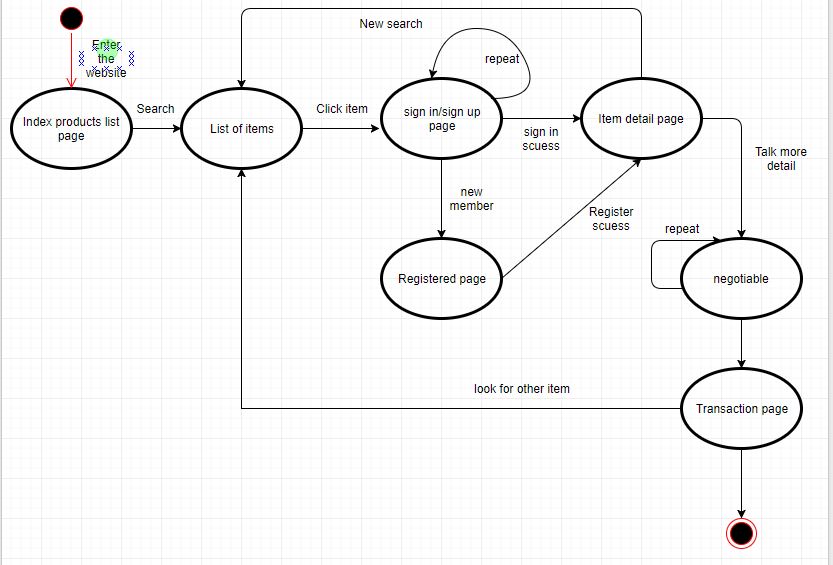 New search
Enter
the
website
repeat
Search
Click item
Index products list
page
List of items
sign in/sign up
page
sign in
scuess
Item detail page
Talk more
detail
new
member
Register
scuess
repeat
Registered page
negotiable
look for other item
Transaction page